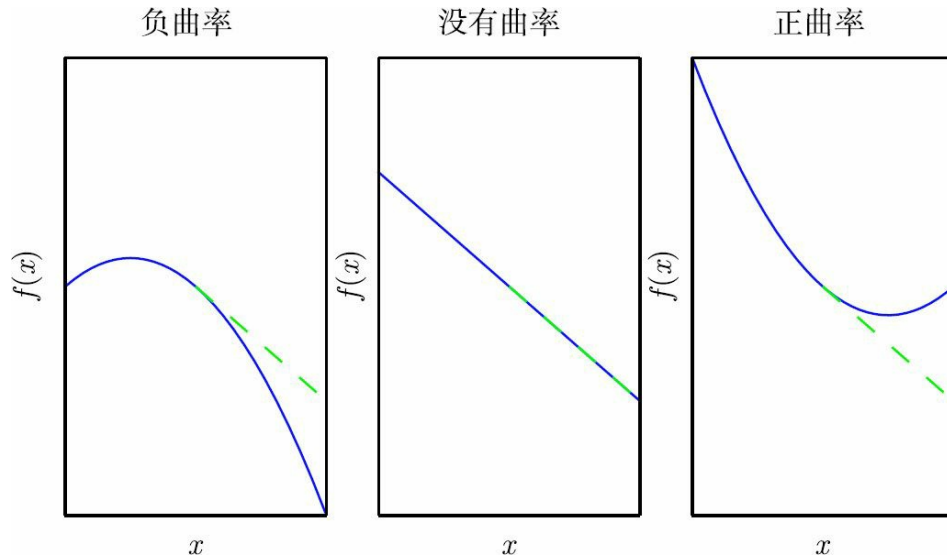 负曲率 没有曲率 正曲率
f(x) f(x) f(x)
x x x